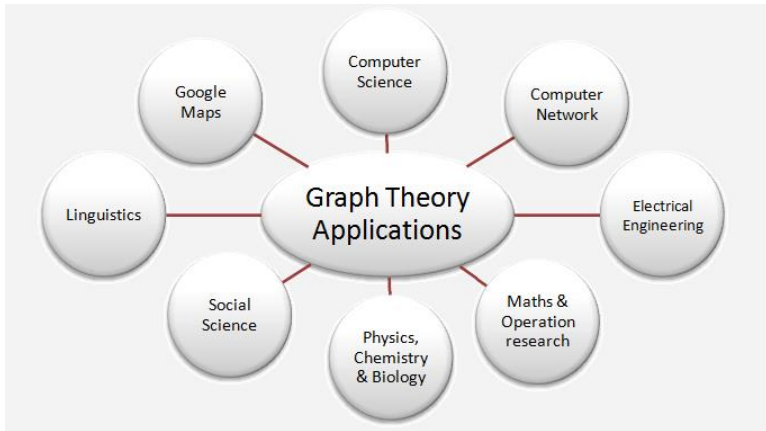 Computer
Science
Google
Maps
Computer
Network
Graph Theory
Applications
Linguistics
Electrical
Engineering
Social
Science
Maths &
Operation
research
Physics,
Chemistry
& Biology